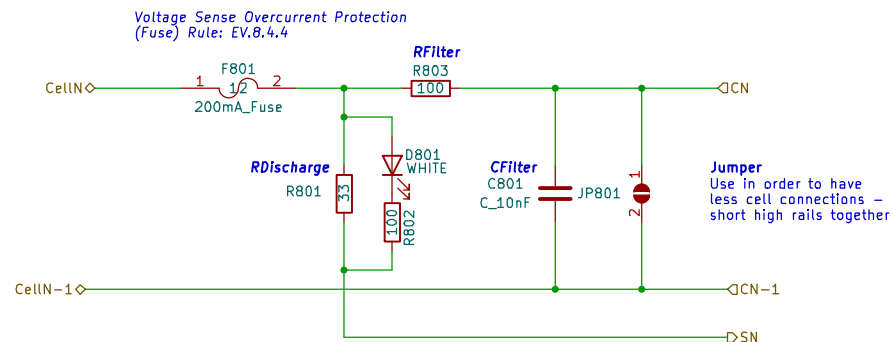 Voltage Sense Overcurrent Protection
(Fuse) Rule: EV.8.4.4
RFilter
F801
R803
CellN
1
12
2
100
CN
200mA_Fuse
D801
WHITE
RDischarge
CFilter
Jumper
R801
33
C801
C_10nF
JP801
1
2
Use in order to have
less cell connections –
short high rails together
100
R802
CellN-1
CN-1
SN